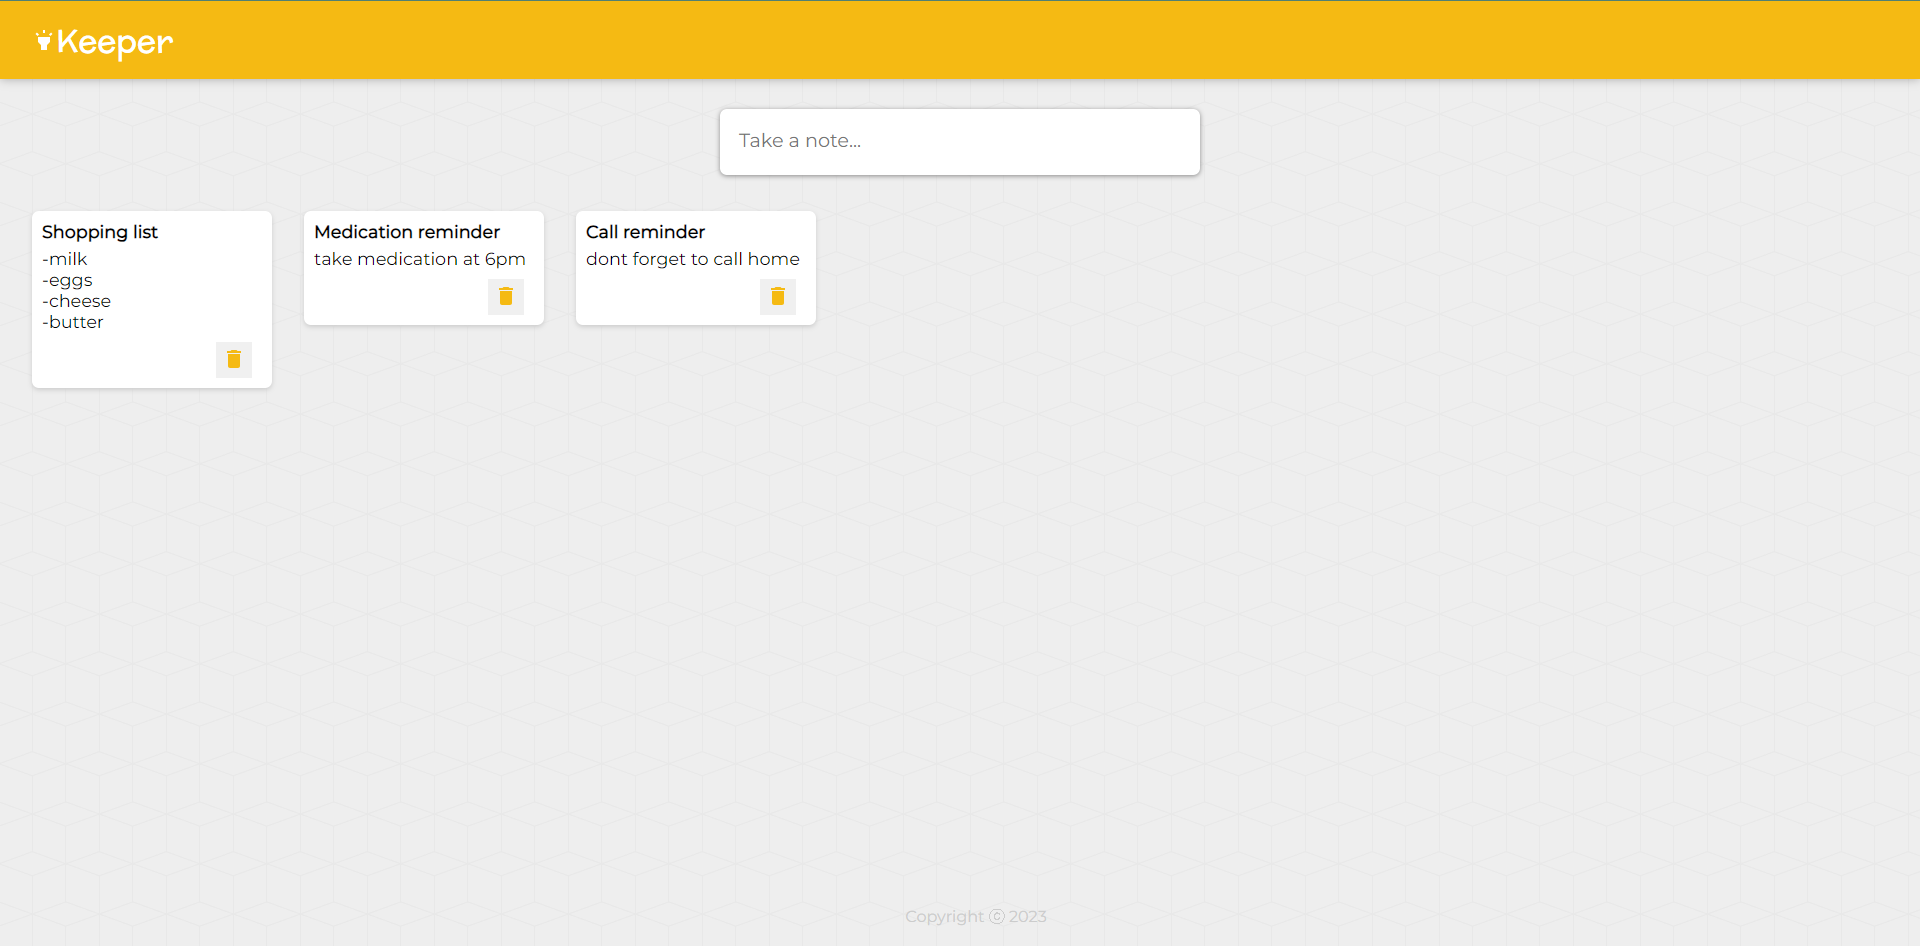 Keeper
Take a note...
Shopping list
-milk
-eggs
-cheese
-butter
Medication reminder
take medication at 6pm
Call reminder
dont forget to call home
Copyright ⓒ 2023